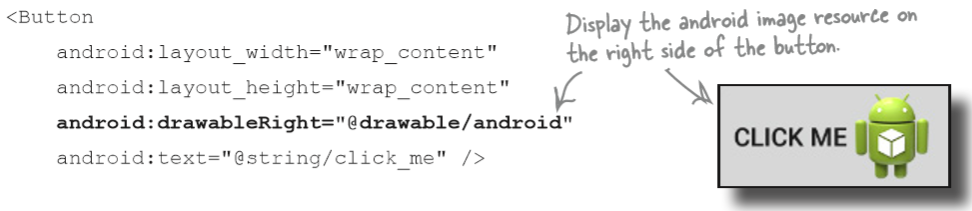 <Button
android:layout_width="wrap_content"
android:layout_height="wrap_content"
android:drawableRight="@drawable/android"
android:text="@string/click_me" />
Display the android image resource on
the right side of the button.
CLICK ME